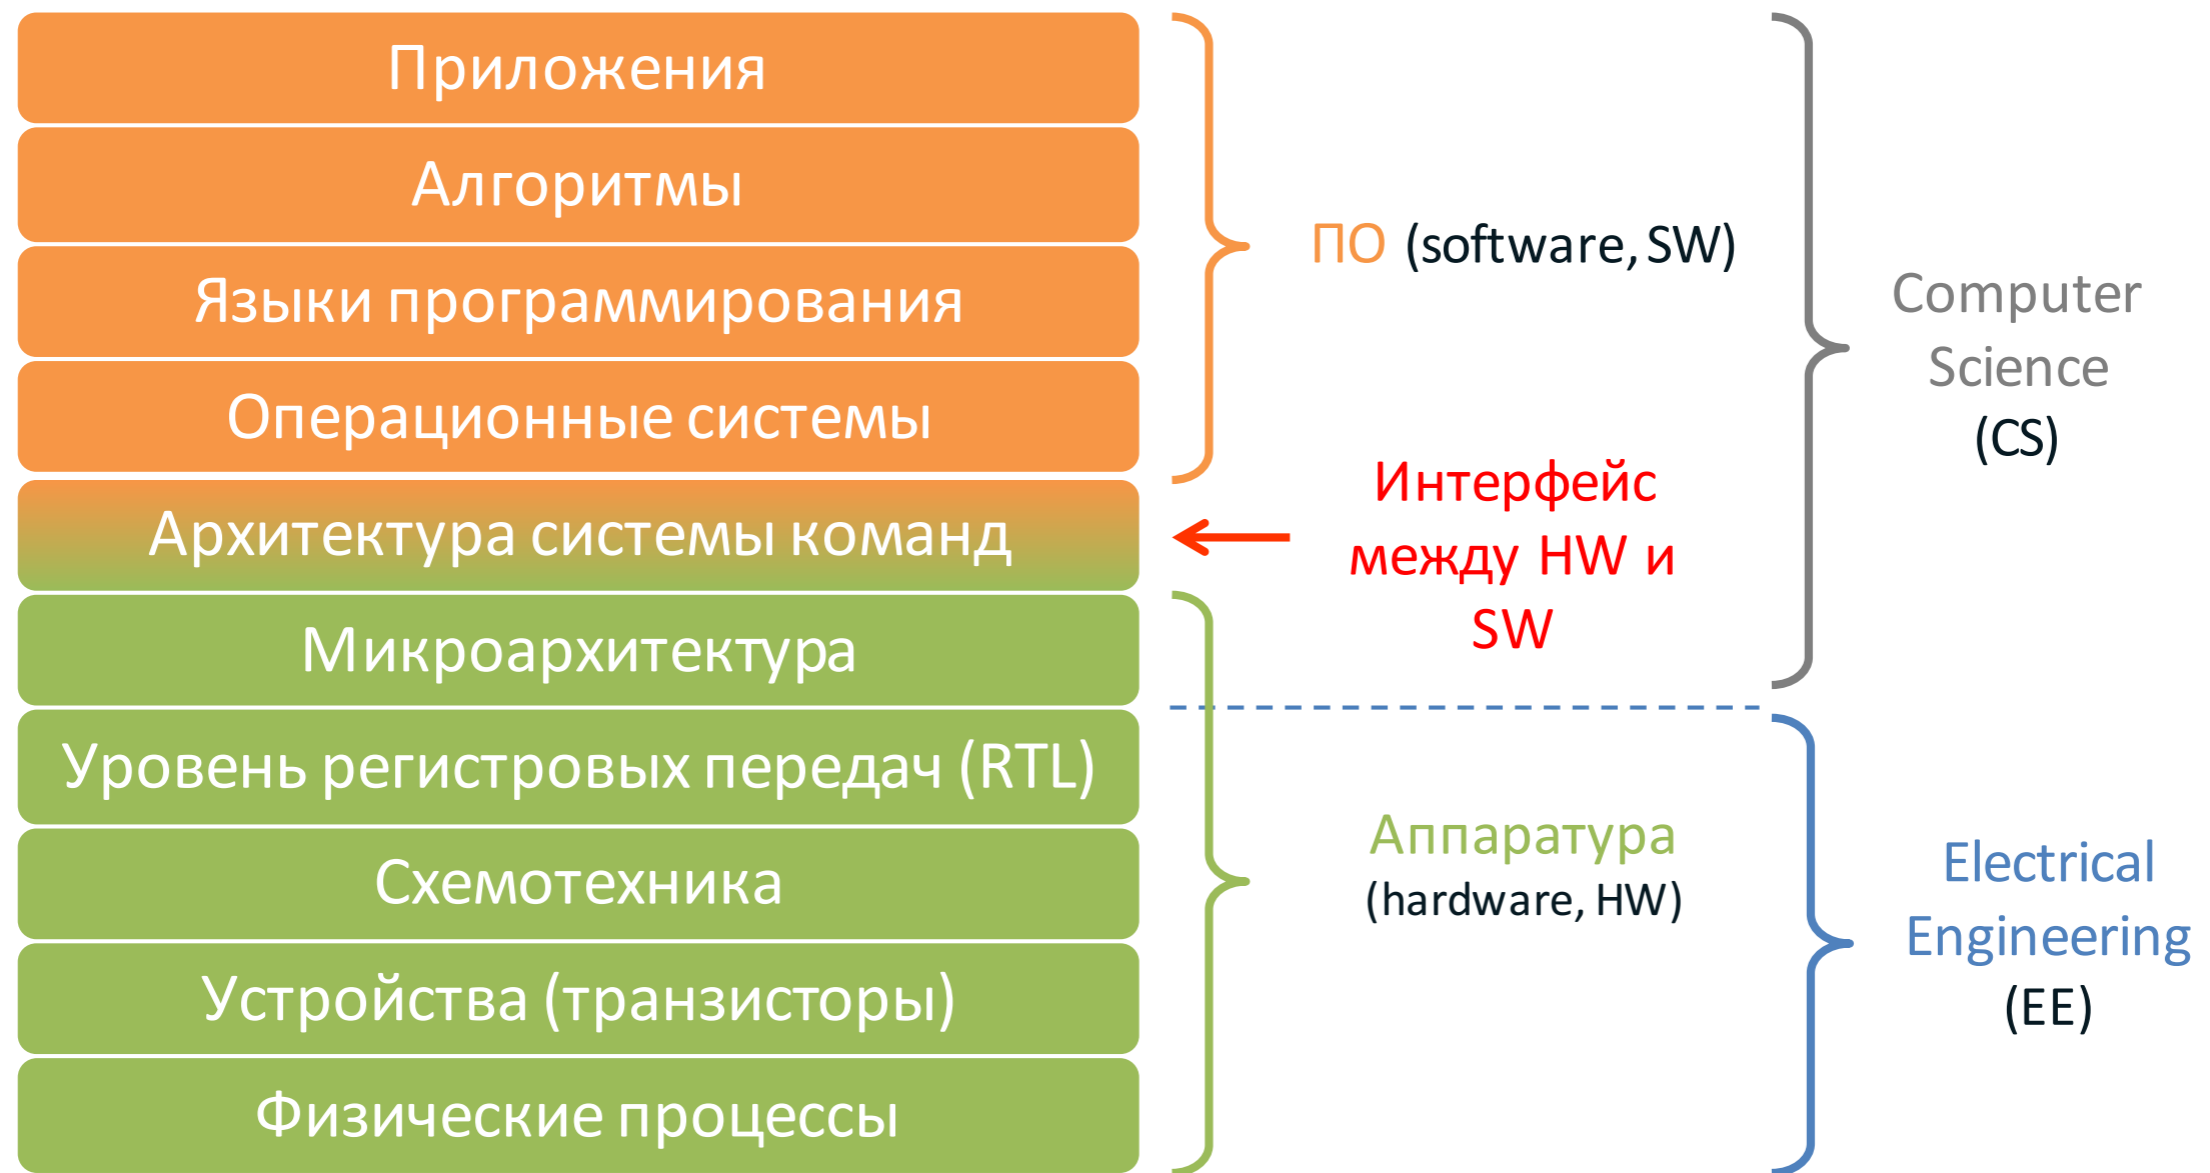 Приложения
Алгоритмы
Языки программирования
Операционные системы
Архитектура системы команд
Микроархитектура
Уровень регистровых передач (RTL)
Схемотехника
Устройства (транзисторы)
Физические процессы
ПО (software, SW)
Интерфейс
между HW и
SW
Аппаратура
(hardware, HW)
Computer
Science
(CS)
Electrical
Engineering
(EE)